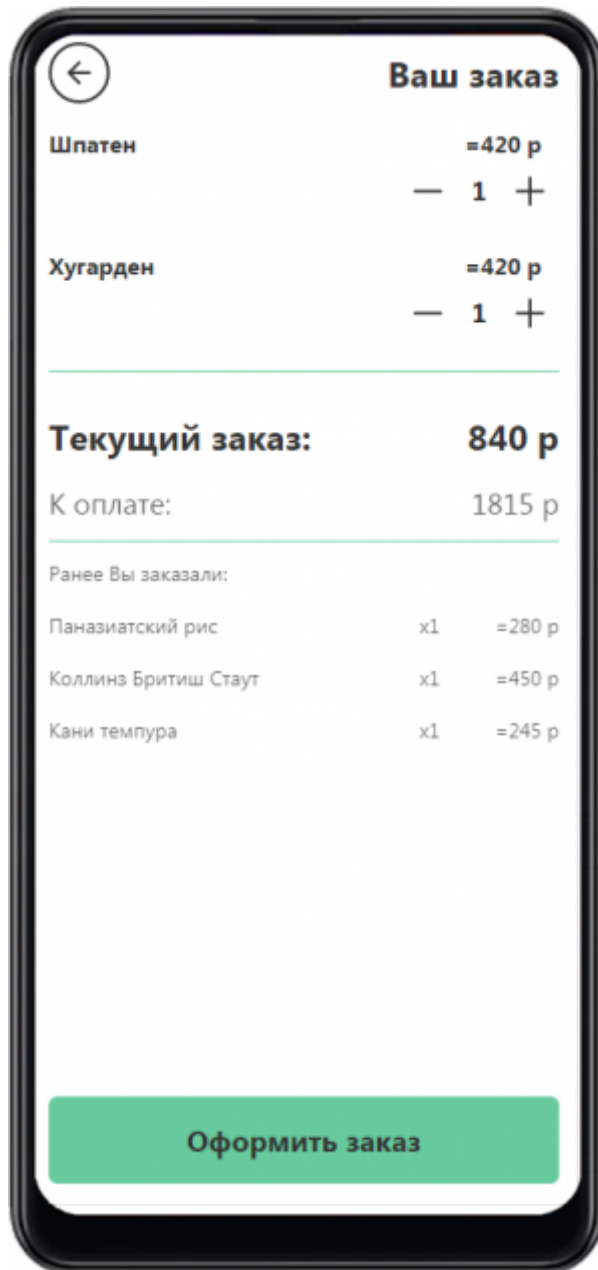 Ваш заказ
Шпатен =420 р
1
Хугарден =420 р
1
Текущий заказ: 840 р
К оплате: 1815 р
Ранее Вы заказали:
Паназиатский рис x1 =280 р
Коллинз Бритиш Стаут x1 =450 р
Кани темпура x1 =245 р
Оформить заказ